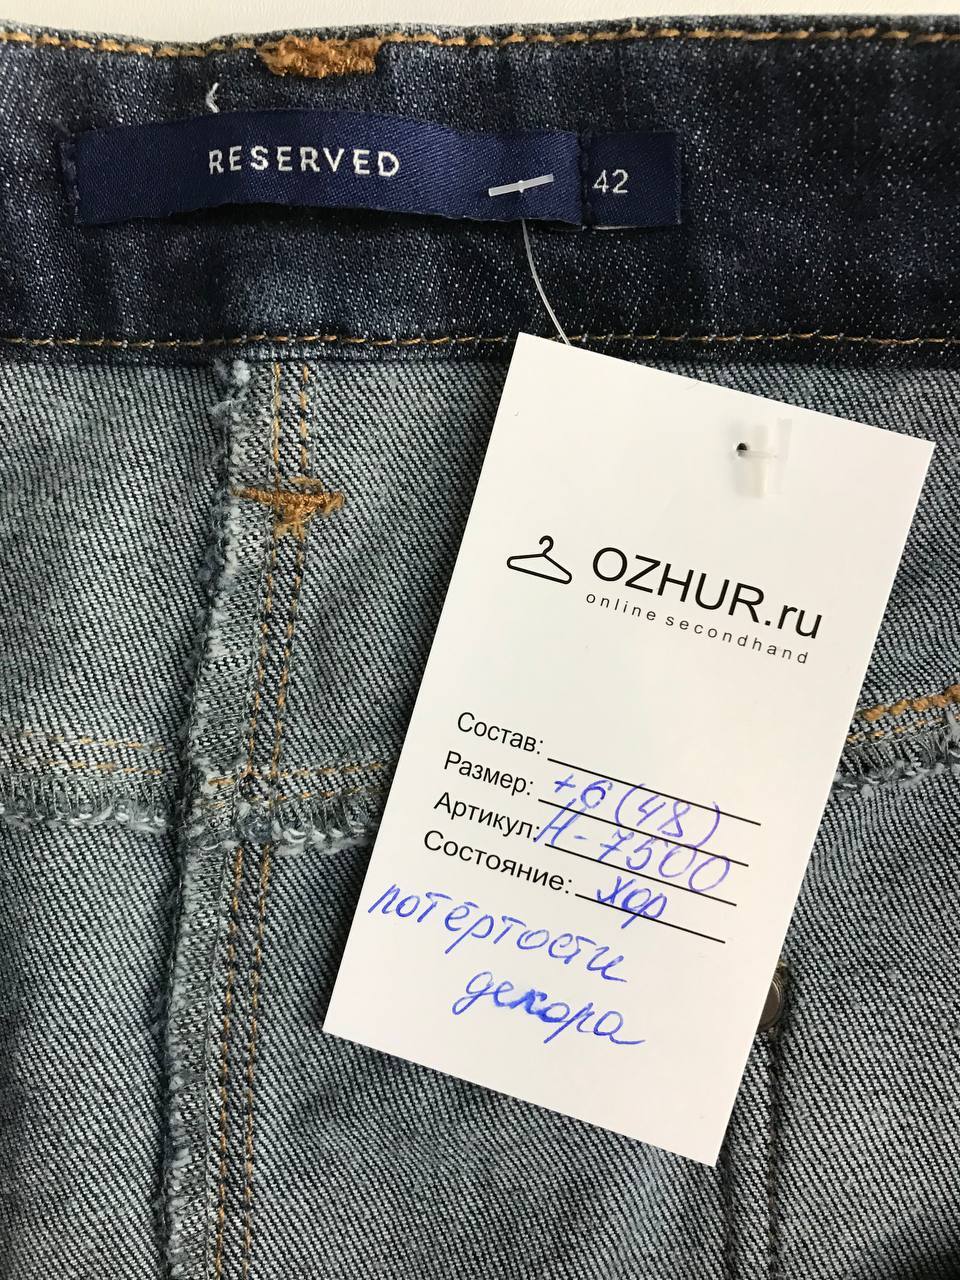 RESERVED
42
OZHUR.ru
online secondhand
Состав:
Размер: +6 (48)
Артикул: Н-7500
Состояние: хор
потёртости
декора